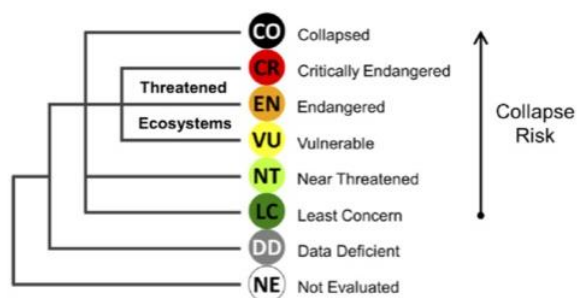 CO Collapsed
CR Critically Endangered
Threatened
EN Endangered
Ecosystems
VU Vulnerable
NT Near Threatened
LC Least Concern
DD Data Deficient
NE Not Evaluated
Collapse
Risk